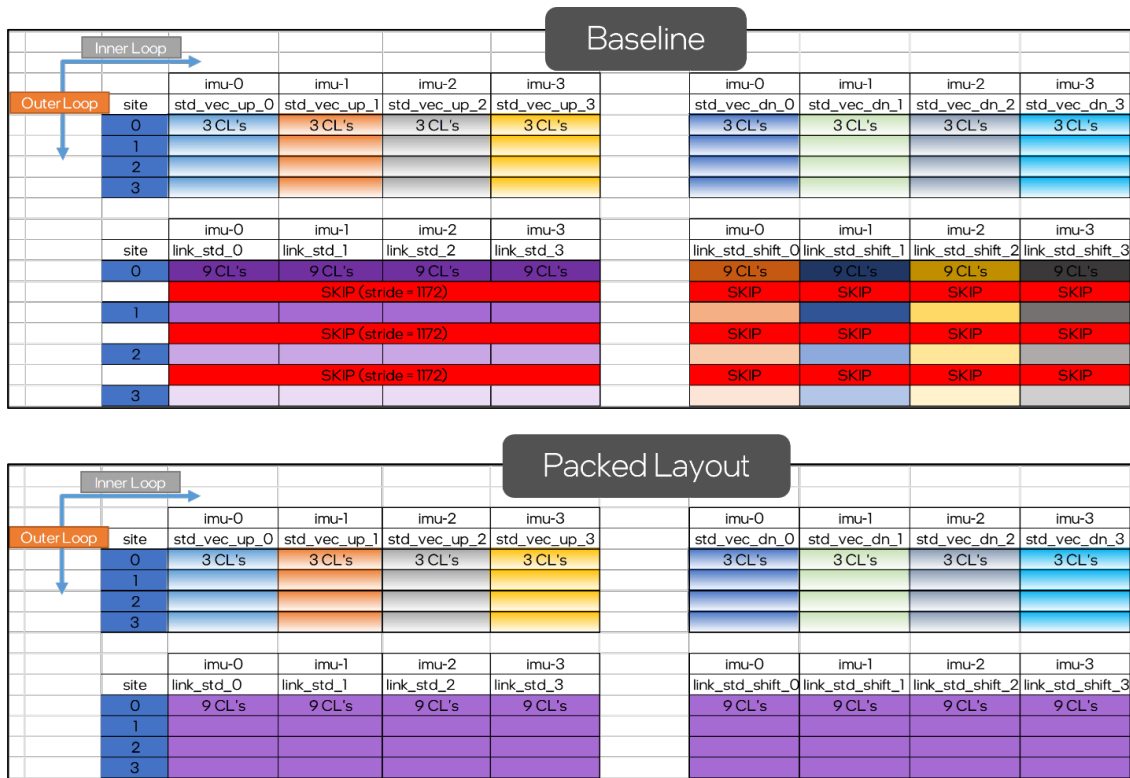 Baseline
Inner Loop
imu-0 imu-1 imu-2 imu-3 imu-0 imu-1 imu-2 imu-3
Outer Loop site std_vec_up_0 std_vec_up_1 std_vec_up_2 std_vec_up_3 std_vec_dn_0 std_vec_dn_1 std_vec_dn_2 std_vec_dn_3
0 3 CL's 3 CL's 3 CL's 3 CL's 3 CL's 3 CL's 3 CL's 3 CL's
1
2
3
imu-0 imu-1 imu-2 imu-3 imu-0 imu-1 imu-2 imu-3
site link_std_0 link_std_1 link_std_2 link_std_3 link_std_shift_0 link_std_shift_1 link_std_shift_2 link_std_shift_3
0 9 CL's 9 CL's 9 CL's 9 CL's 9 CL's 9 CL's 9 CL's 9 CL's
SKIP (stride = 1172) SKIP SKIP SKIP SKIP
1
SKIP (stride = 1172) SKIP SKIP SKIP SKIP
2
SKIP (stride = 1172) SKIP SKIP SKIP SKIP
3
Packed Layout
Inner Loop
imu-0 imu-1 imu-2 imu-3 imu-0 imu-1 imu-2 imu-3
Outer Loop site std_vec_up_0 std_vec_up_1 std_vec_up_2 std_vec_up_3 std_vec_dn_0 std_vec_dn_1 std_vec_dn_2 std_vec_dn_3
0 3 CL's 3 CL's 3 CL's 3 CL's 3 CL's 3 CL's 3 CL's 3 CL's
1
2
3
imu-0 imu-1 imu-2 imu-3 imu-0 imu-1 imu-2 imu-3
site link_std_0 link_std_1 link_std_2 link_std_3 link_std_shift_0 link_std_shift_1 link_std_shift_2 link_std_shift_3
0 9 CL's 9 CL's 9 CL's 9 CL's 9 CL's 9 CL's 9 CL's 9 CL's
1
2
3